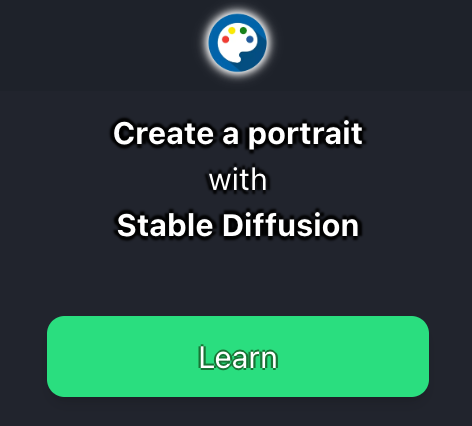 Create a portrait
with
Stable Diffusion
Learn